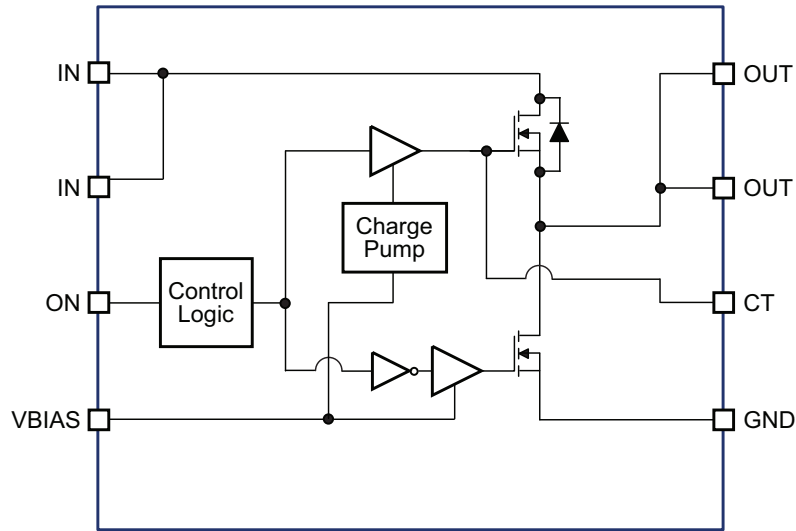 IN
OUT
IN
OUT
Charge
Pump
ON
Control
Logic
CT
VBIAS
GND